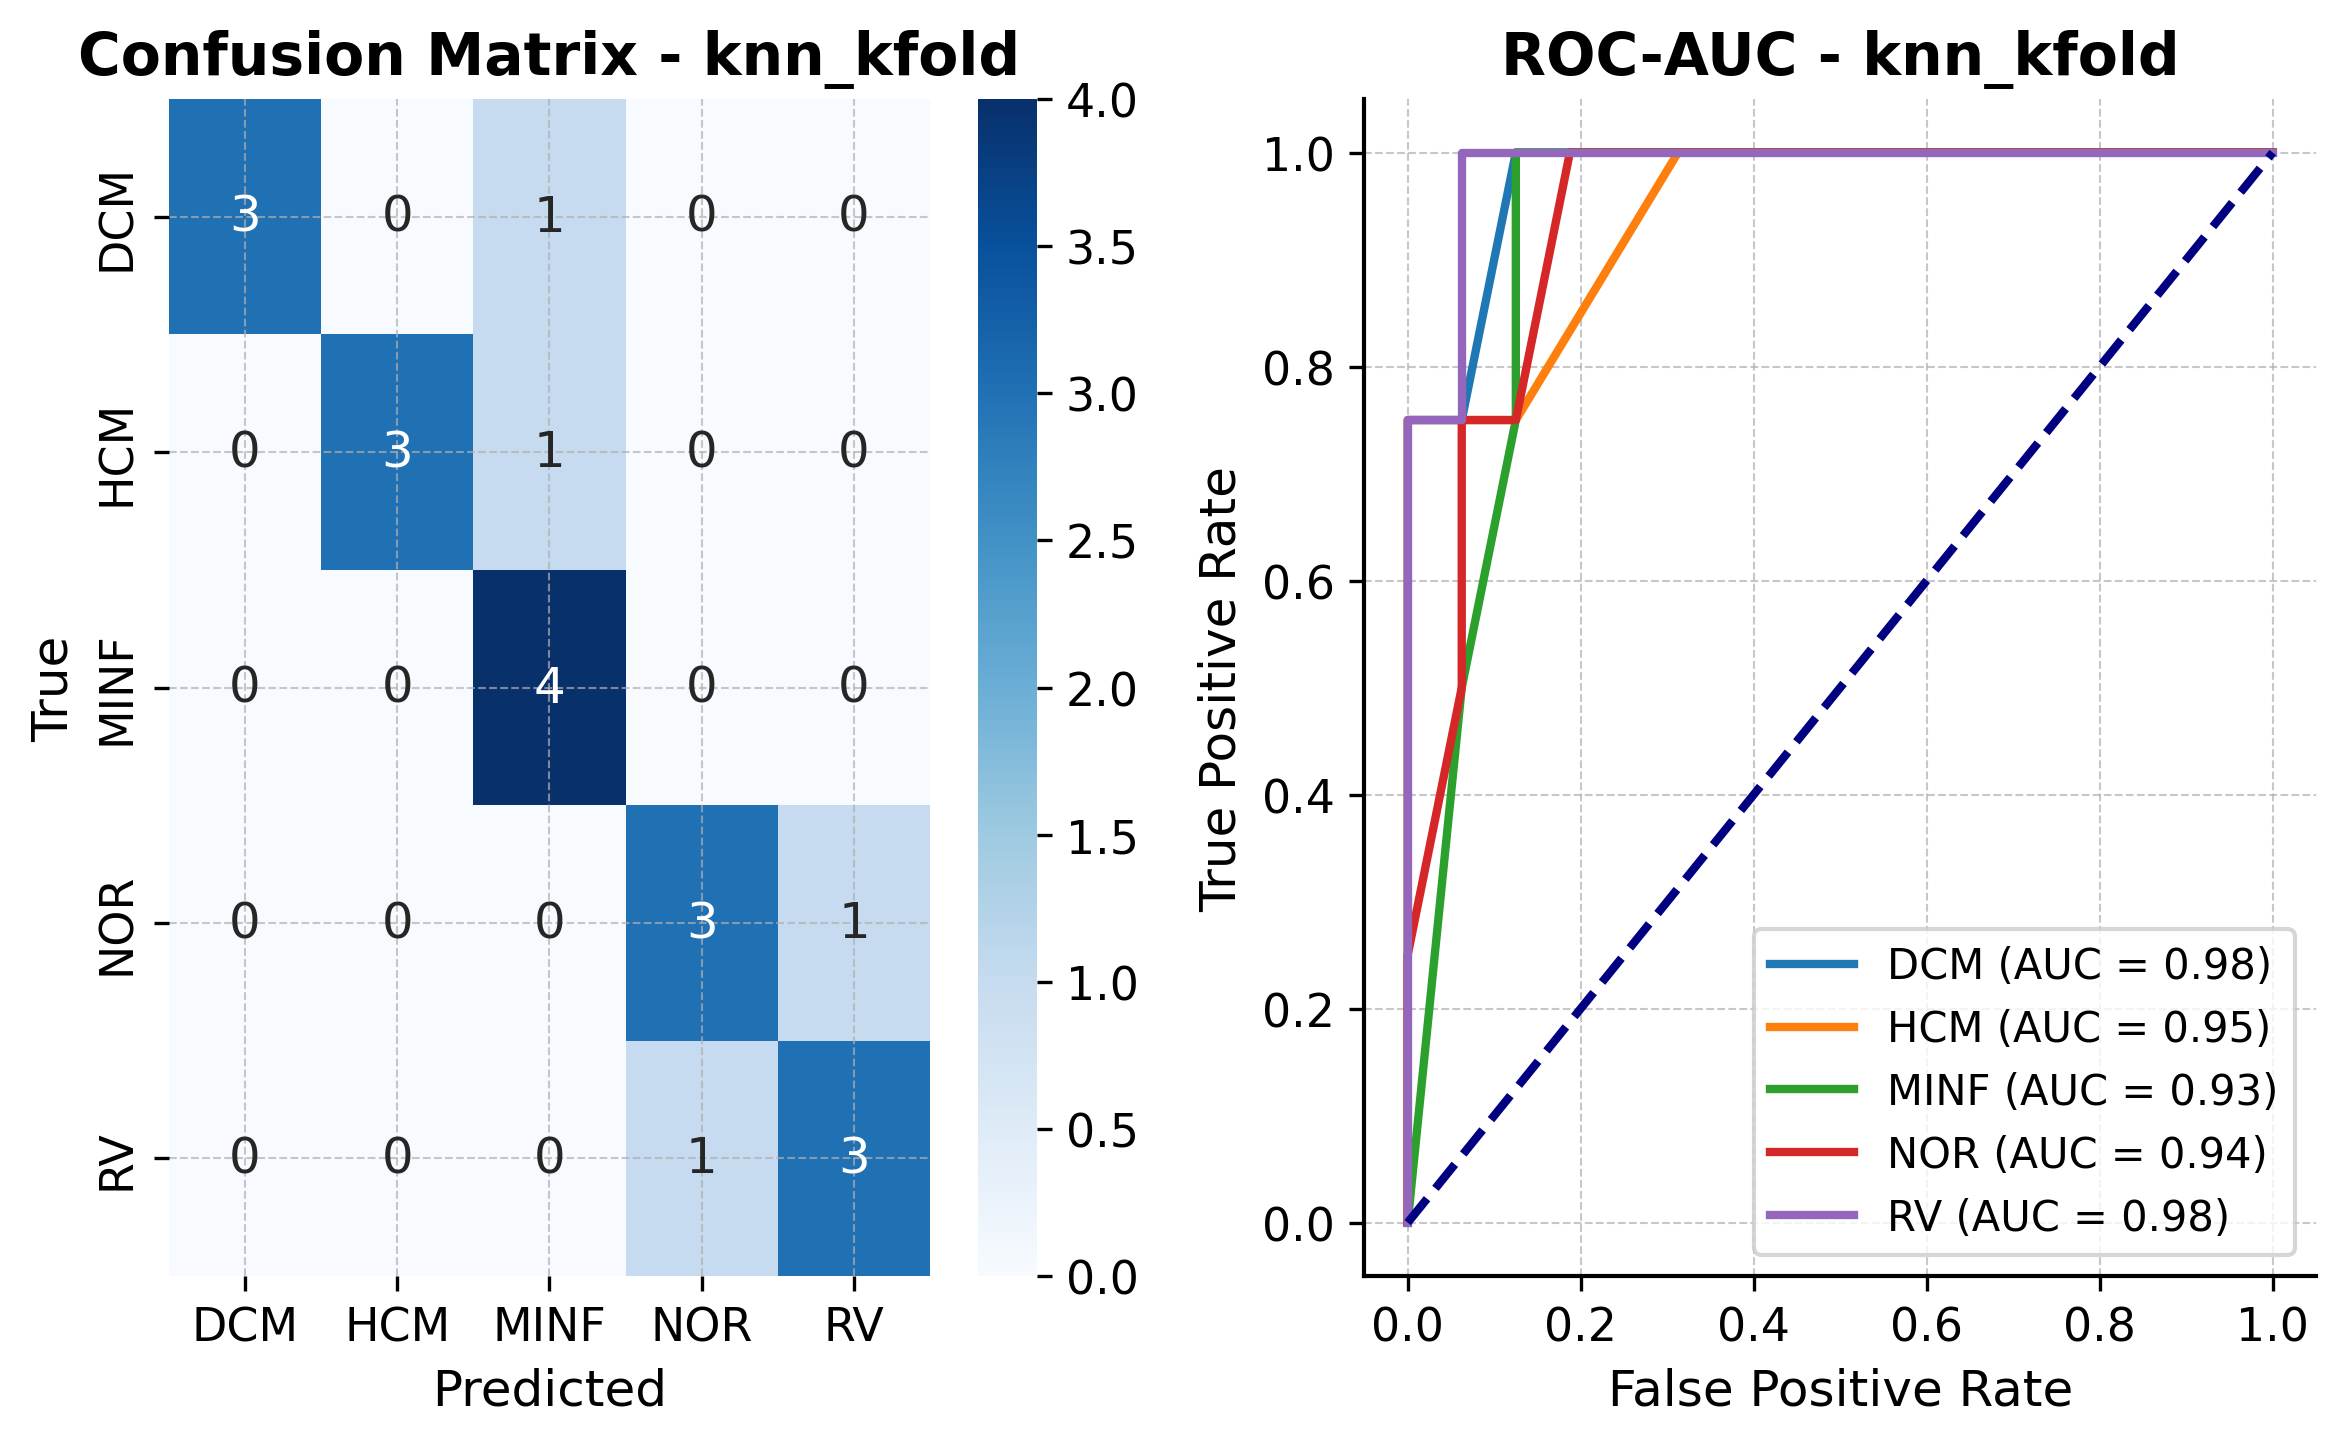 Confusion Matrix - knn_kfold
True
DCM 3 0 1 0 0
HCM 0 3 1 0 0
MINF 0 0 4 0 0
NOR 0 0 0 3 1
RV 0 0 0 1 3
DCM HCM MINF NOR RV
Predicted
4.0
3.5
3.0
2.5
2.0
1.5
1.0
0.5
0.0
ROC-AUC - knn_kfold
True Positive Rate
1.0
0.8
0.6
0.4
0.2
0.0
DCM (AUC = 0.98)
HCM (AUC = 0.95)
MINF (AUC = 0.93)
NOR (AUC = 0.94)
RV (AUC = 0.98)
0.0 0.2 0.4 0.6 0.8 1.0
False Positive Rate